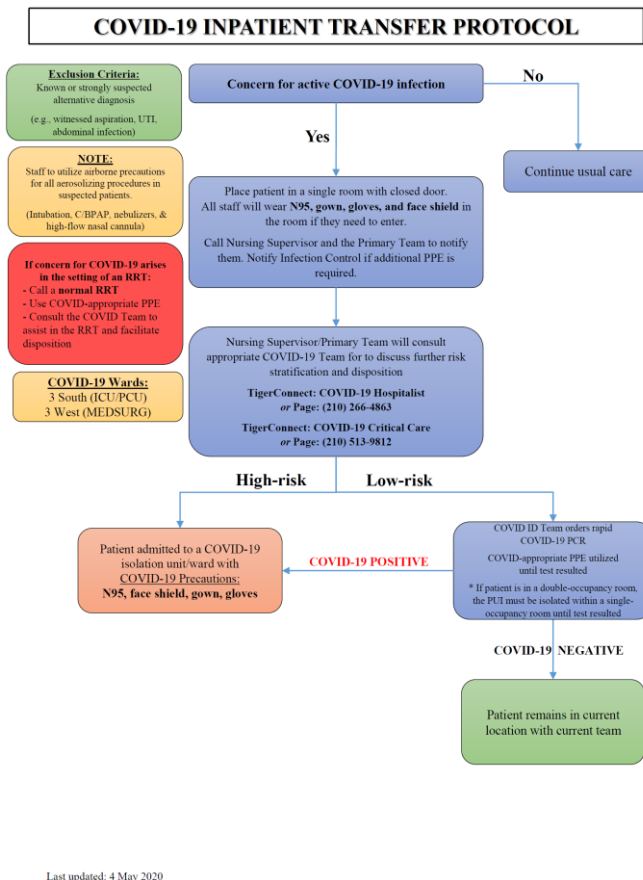 COVID-19 INPATIENT TRANSFER PROTOCOL
Exclusion Criteria:
Known or strongly suspected
alternative diagnosis
(e.g., witnessed aspiration, UTI,
abdominal infection)
NOTE:
Staff to utilize airborne precautions
for all aerosolizing procedures in
suspected patients.
(Intubation, C/BPAP, nebulizers, &
high-flow nasal cannula)
If concern for COVID-19 arises
in the setting of an RRT:
- Call a normal RRT
- Use COVID-appropriate PPE
- Consult the COVID Team to
assist in the RRT and facilitate
disposition
COVID-19 Wards:
3 South (ICU/PCU)
3 West (MEDSURG)
Concern for active COVID-19 infection
No
Yes
Continue usual care
Place patient in a single room with closed door.
All staff will wear N95, gown, gloves, and face shield in
the room if they need to enter.
Call Nursing Supervisor and the Primary Team to notify
them. Notify Infection Control if additional PPE is
required.
Nursing Supervisor/Primary Team will consult
appropriate COVID-19 Team for to discuss further risk
stratification and disposition
TigerConnect: COVID-19 Hospitalist
or Page: (210) 266-4863
TigerConnect: COVID-19 Critical Care
or Page: (210) 513-9812
High-risk
Low-risk
Patient admitted to a COVID-19
isolation unit/ward with
COVID-19 Precautions:
N95, face shield, gown, gloves
COVID-19 POSITIVE
COVID ID Team orders rapid
COVID-19 PCR
COVID-appropriate PPE utilized
until test resulted
* If patient is in a double-occupancy room,
the PUI must be isolated within a single-
occupancy room until test resulted
COVID-19 NEGATIVE
Patient remains in current
location with current team
Last updated: 4 May 2020